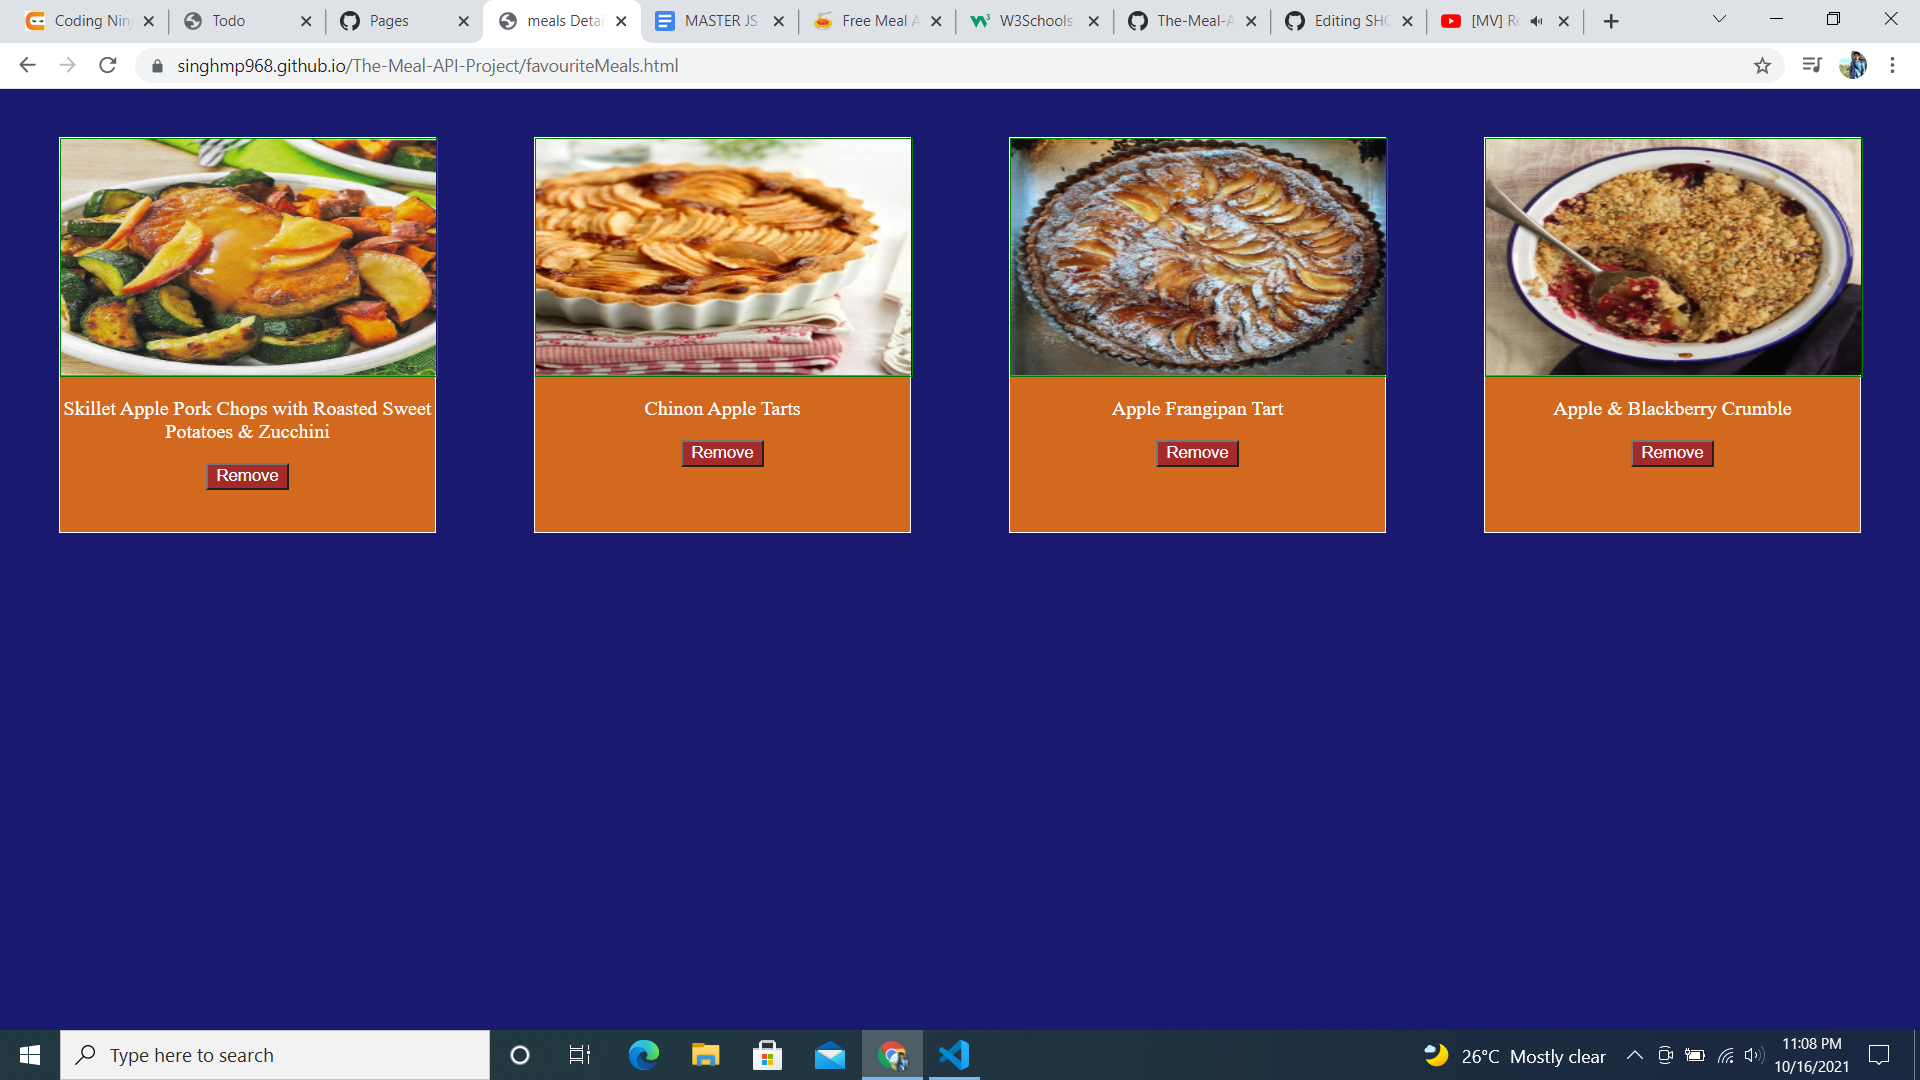 Coding Nin
Todo
Pages
meals Detai
MASTER JS
Free Meal A
W3Schools
The-Meal-A
Editing SHO
[MV] Re
singhmp968.github.io/The-Meal-API-Project/favouriteMeals.html
Skillet Apple Pork Chops with Roasted Sweet
Potatoes & Zucchini
Remove
Chinon Apple Tarts
Remove
Apple Frangipan Tart
Remove
Apple & Blackberry Crumble
Remove
Type here to search
26°C Mostly clear
11:08 PM
10/16/2021